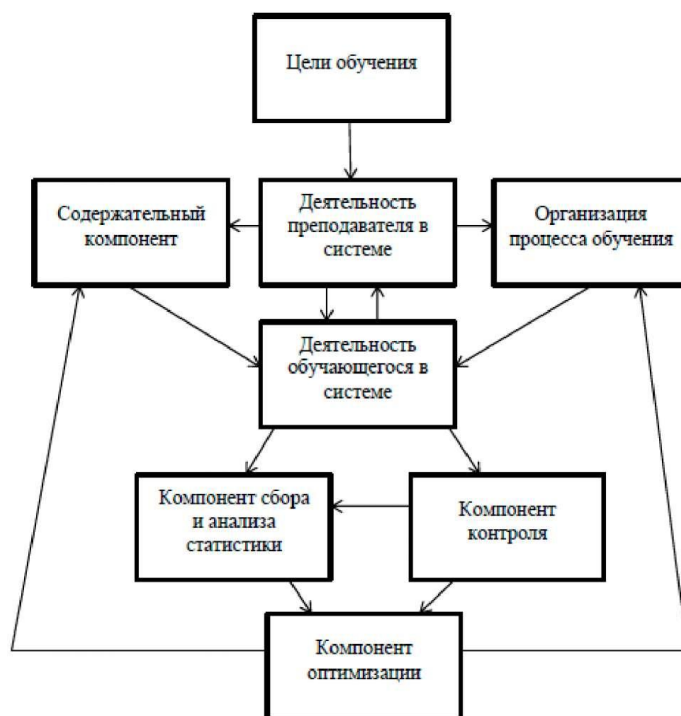 Цели обучения
Содержательный
компонент
Деятельность
преподавателя в
системе
Организация
процесса обучения
Деятельность
обучающегося в
системе
Компонент сбора
и анализа
статистики
Компонент
контроля
Компонент
оптимизации